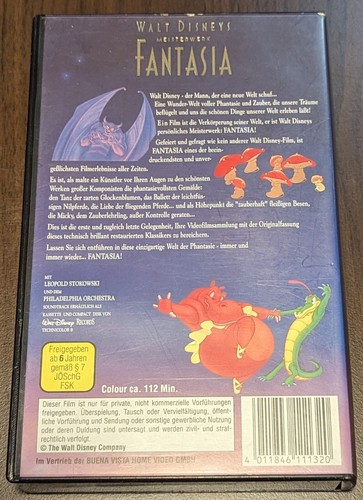 WALT DISNEYS
MEISTERWERK
FANTASIA
Walt Disney - der Mann, der eine neue Welt schuf...
Eine Wunder-Welt voller Phantasie und Zauber, die unsere Träume
beflügelt und uns die schönen Dinge unserer Welt erleben läßt!
Ein Film ist die Verkörperung seiner Welt, er ist Walt Disneys
persönliches Meisterwerk: FANTASIA!
Gefeiert und gefragt wie kein anderer Walt Disney-Film, ist
FANTASIA eines der beein-
druckendsten und unver-
geßlichsten Filmerlebnisse aller Zeiten.
Es ist, als malte ein Künstler vor Ihren Augen zu den schönsten
Werken großer Komponisten die phantasievollsten Gemälde:
den Tanz der zarten Glockenblumen, das Ballett der leichtfü-
ßigen Nilpferde, die Liebe der fliegenden Pferde... und als Höhepunkt die "zauberhaft" fleißigen Besen,
die Micky, dem Zauberlehrling, außer Kontrolle geraten...
Dies ist die erste und zugleich letzte Gelegenheit, Ihre Videofilmsammlung mit der Originalfassung
dieses technisch brillant restaurierten Klassikers zu bereichern.
Lassen Sie sich entführen in diese einzigartige Welt der Phantasie - immer und
immer wieder... FANTASIA!
MIT
LEOPOLD STOKOWSKI
UND DEM
PHILADELPHIA ORCHESTRA
SOUNDTRACK ERHÄLTLICH ALS
KASSETTE UND COMPACT DISK VON
WALT DISNEY RECORDS
TECHNICOLOR ®
Freigegeben
ab 6 Jahren
gemäß § 7
JÖSchG
FSK
Colour ca. 112 Min.
Dieser Film ist nur für private, nicht kommerzielle Vorführungen
freigegeben. Überspielung, Tausch oder Vervielfältigung, öffent-
liche Vorführung und Sendung oder sonstige gewerbliche Nutzung
oder deren Duldung sind untersagt und werden zivil- und straf-
rechtlich verfolgt.
© The Walt Disney Company
Im Vertrieb der BUENA VISTA HOME VIDEO GMBH
4 011846 111320